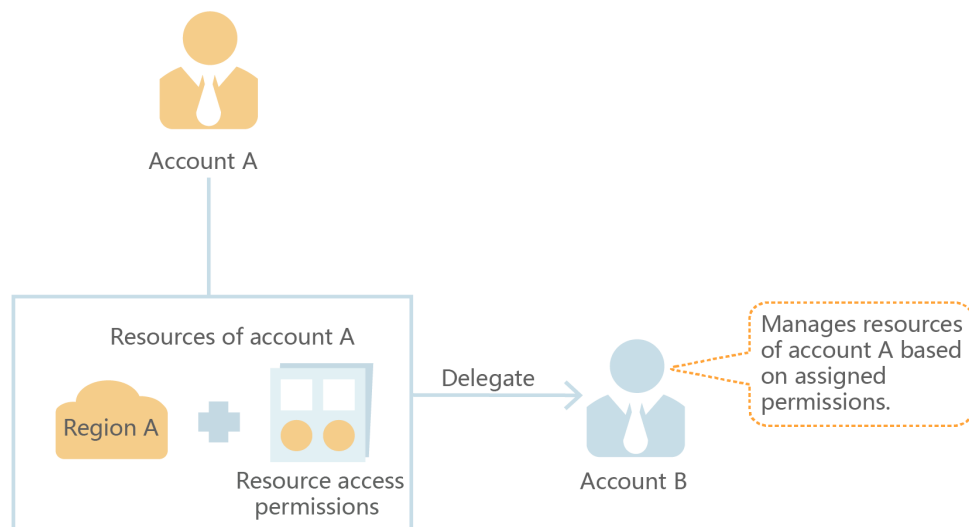 Account A
Resources of account A
Region A
Resource access
permissions
Delegate
Account B
Manages resources
of account A based
on assigned
permissions.